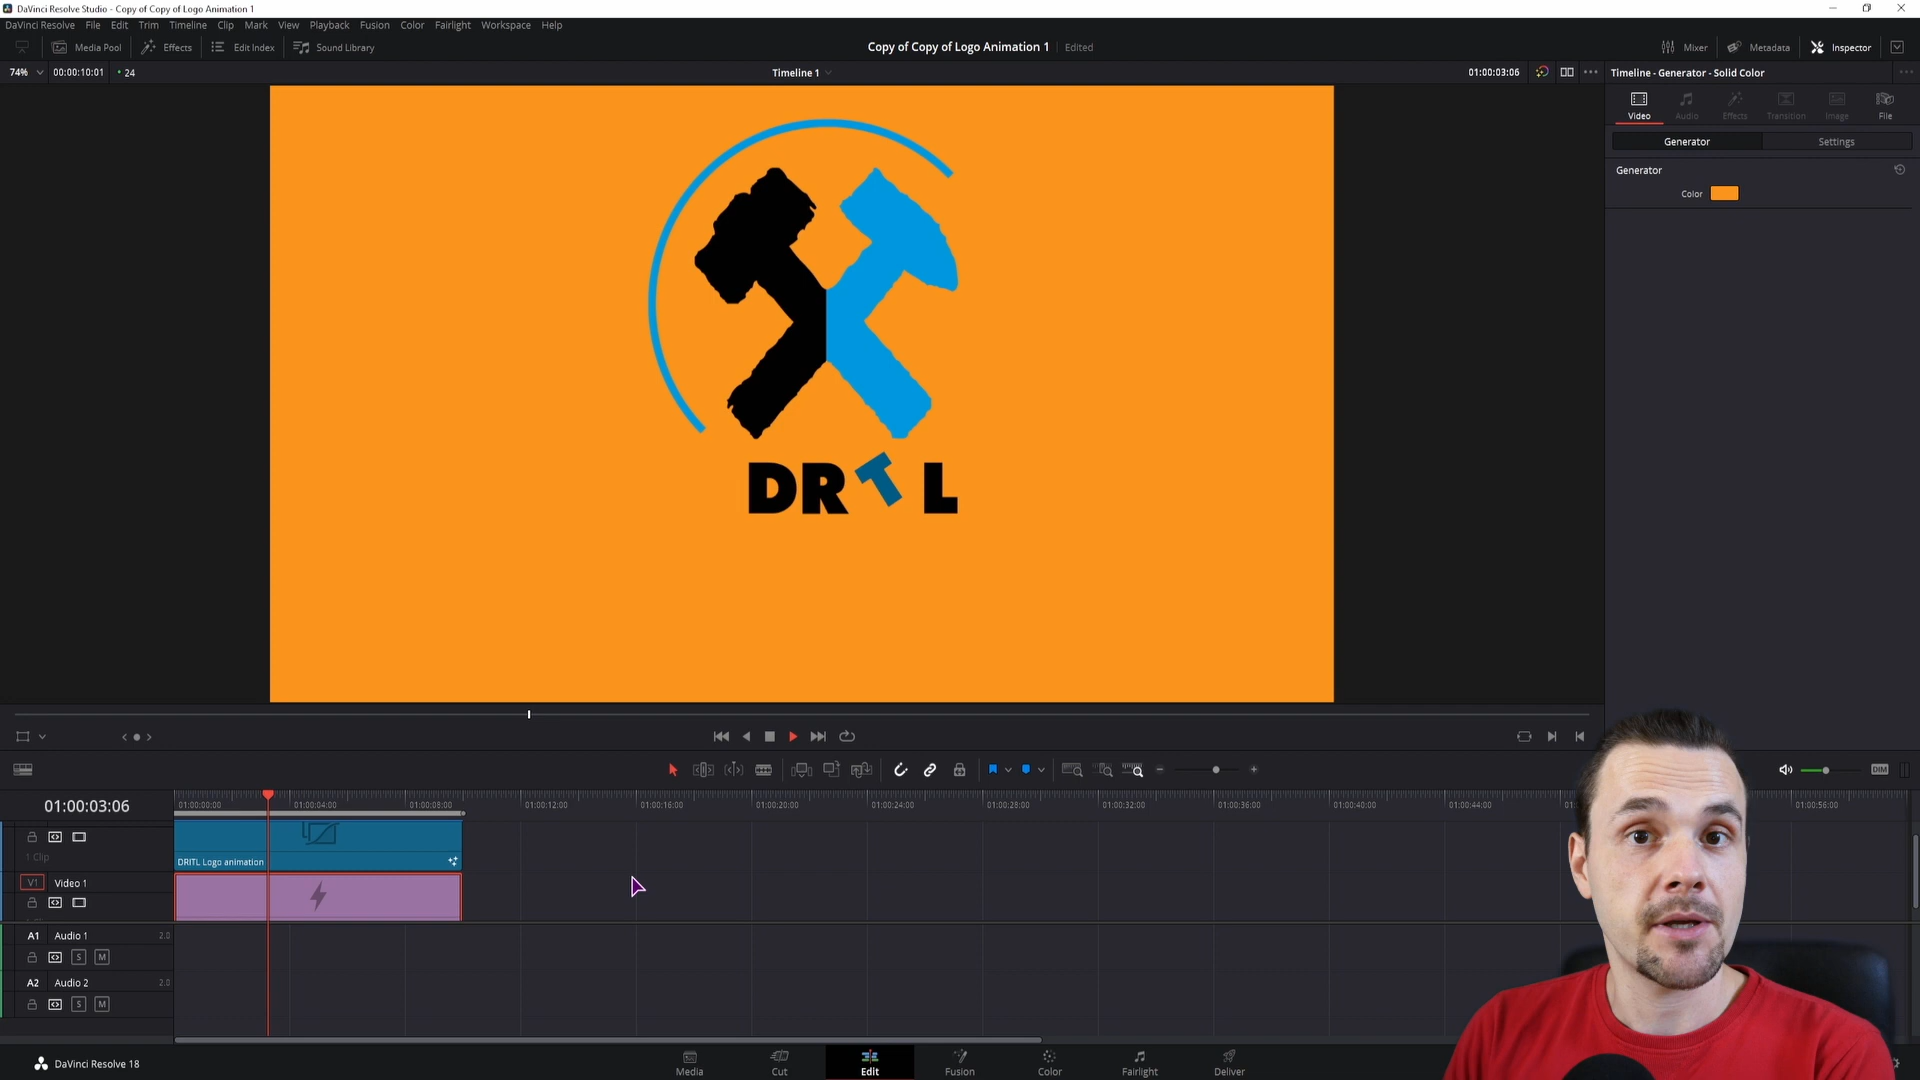 DaVinci Resolve Studio - Copy of Copy of Logo Animation 1
DaVinci Resolve File Edit Trim Timeline Clip Mark View Playback Fusion Color Fairlight Workspace Help
Media Pool Effects Edit Index Sound Library Copy of Copy of Logo Animation 1 Edited Mixer Metadata Inspector
74% 00:00:10:01 24 Timeline 1 01:00:03:06 Timeline - Generator - Solid Color
Video Audio Effects Transition Image File
Generator Settings
Generator
Color
DR T L
01:00:03:06
01:00:00:00 01:00:04:00 01:00:08:00 01:00:12:00 01:00:16:00 01:00:20:00 01:00:24:00 01:00:28:00 01:00:32:00 01:00:36:00 01:00:40:00 01:00:44:00 01:00:56:00
DIM
1 Clip
DRITL Logo animation
V1 Video 1
A1 Audio 1 2.0
S M
A2 Audio 2 2.0
S M
DaVinci Resolve 18
Media Cut Edit Fusion Color Fairlight Deliver